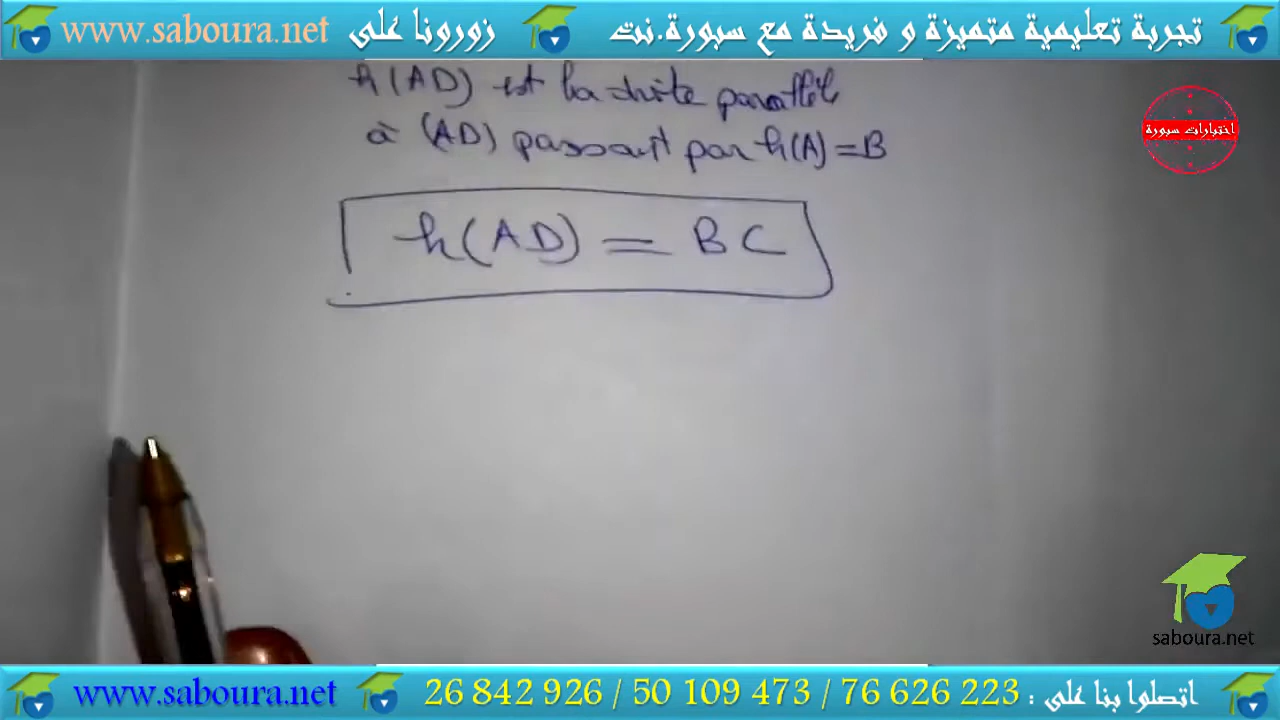 www.saboura.net زورونا على تجربة تعليمية متميزة و فريدة مع سبورة.نت
h(AD) est la droite parallèle
à (AD) passant par h(A) = B
اختبارات سبورة
h(AD) = BC
saboura.net
www.saboura.net 26 842 926 / 50 109 473 / 76 626 223 : اتصلوا بنا على